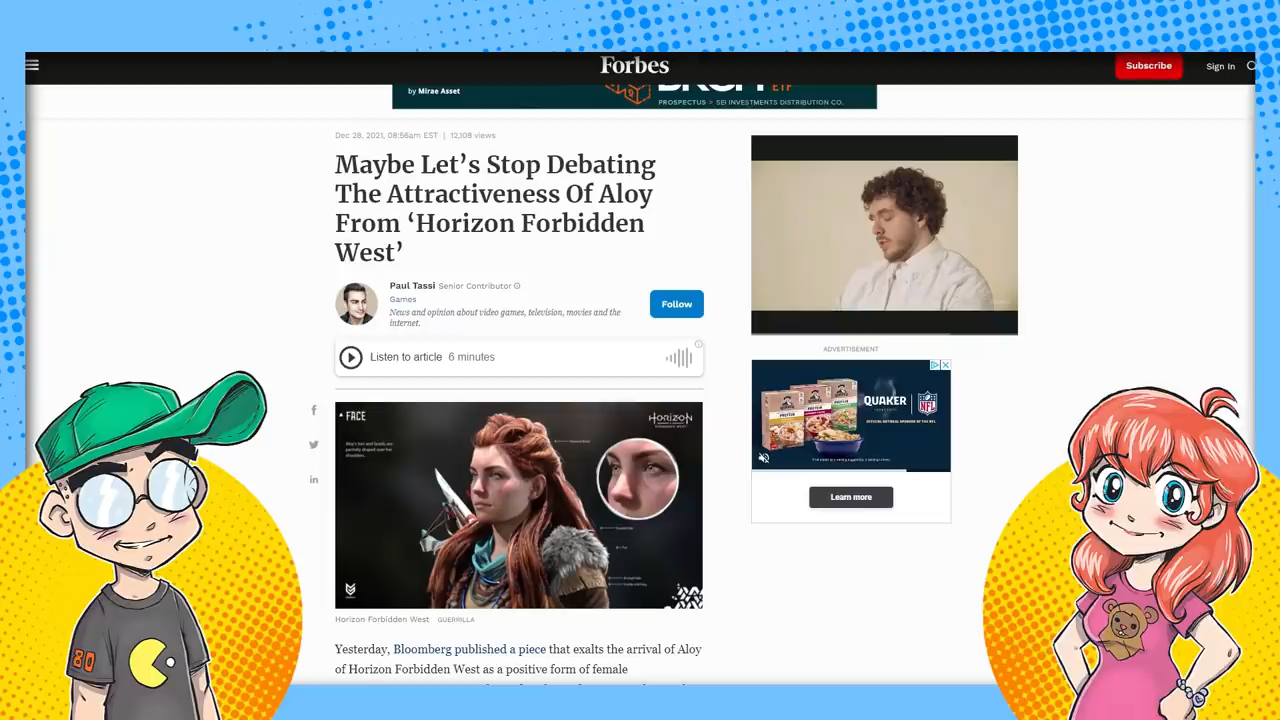 Forbes
Subscribe
Sign In
by Mirae Asset
ETF
PROSPECTUS > SEI INVESTMENTS DISTRIBUTION CO.
Dec 28, 2021, 08:56am EST | 12,108 views
Maybe Let’s Stop Debating
The Attractiveness Of Aloy
From ‘Horizon Forbidden
West’
Paul Tassi Senior Contributor
Games
News and opinion about video games, television, movies and the
internet.
Follow
Listen to article 6 minutes
ADVERTISEMENT
FACE
HORIZON
QUAKER
NFL
PROTEIN
Learn more
80
Horizon Forbidden West GUERRILLA
Yesterday, Bloomberg published a piece that exalts the arrival of Aloy
of Horizon Forbidden West as a positive form of female